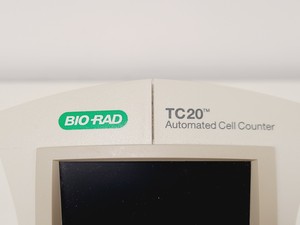 BIO-RAD
TC20™
Automated Cell Counter